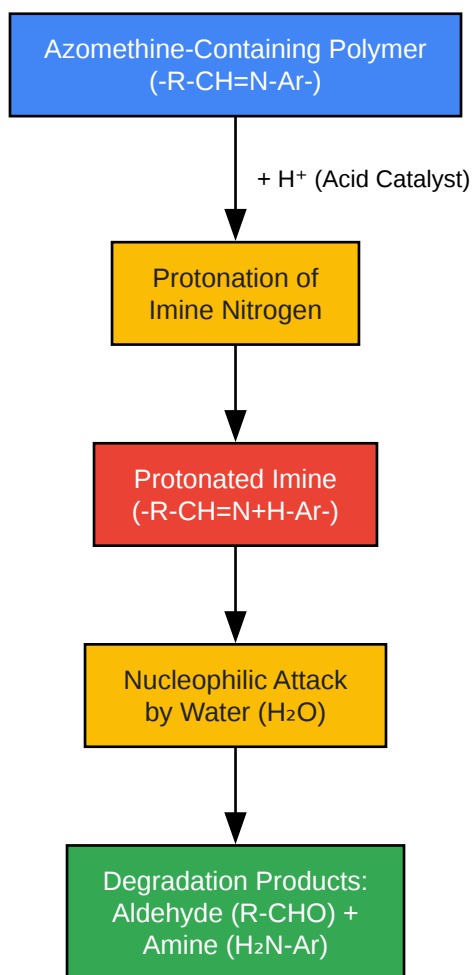 Azomethine-Containing Polymer
(-R-CH=N-Ar-)
+ H⁺ (Acid Catalyst)
Protonation of
Imine Nitrogen
Protonated Imine
(-R-CH=N+H-Ar-)
Nucleophilic Attack
by Water (H₂O)
Degradation Products:
Aldehyde (R-CHO) +
Amine (H₂N-Ar)